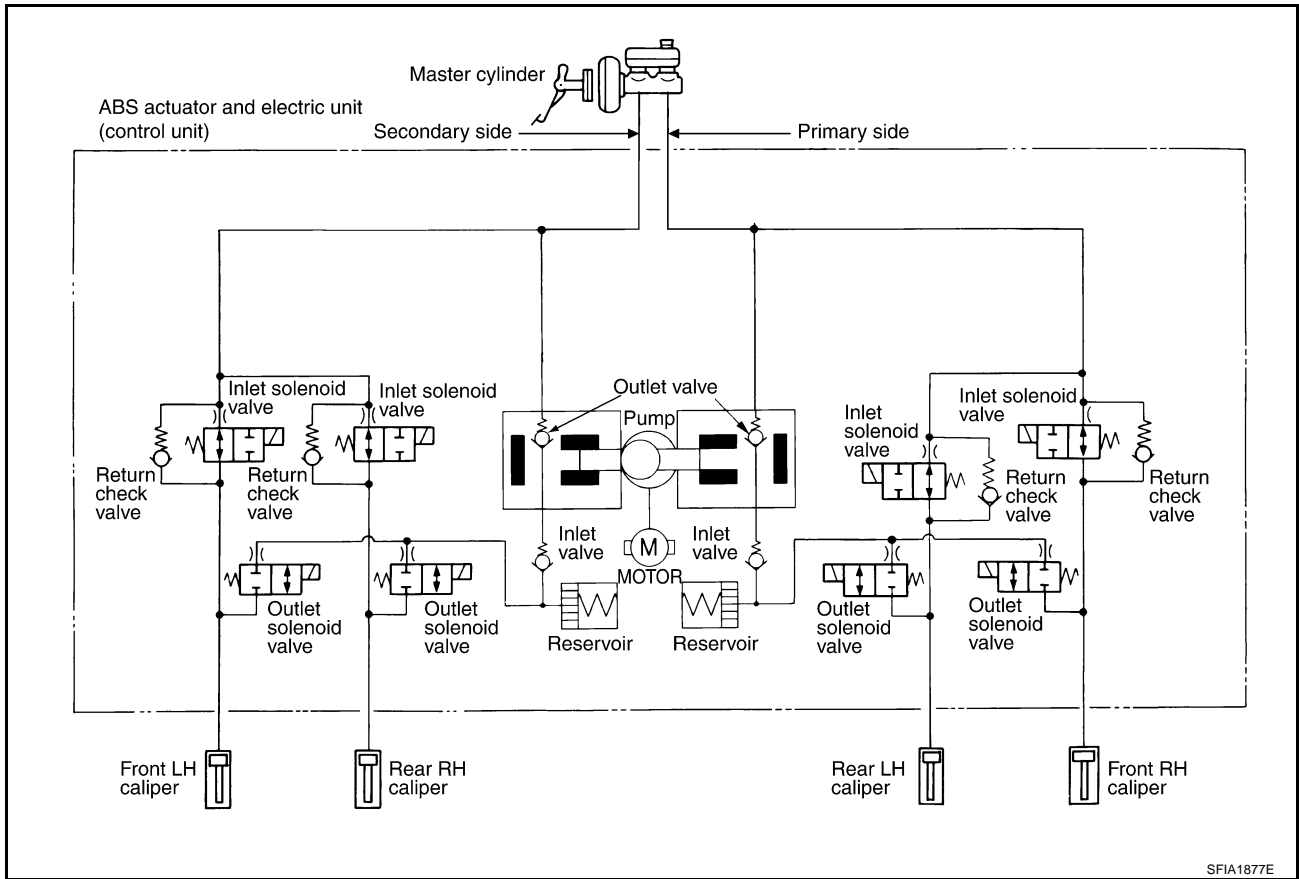 Master cylinder
ABS actuator and electric unit
(control unit)
Secondary side
Primary side
Inlet solenoid
valve
Inlet solenoid
valve
Outlet valve
Pump
Inlet
solenoid
valve
Inlet solenoid
valve
Return
check
valve
Return
check
valve
Return
check
valve
Return
check
valve
Inlet
valve
M
MOTOR
Inlet
valve
Outlet
solenoid
valve
Outlet
solenoid
valve
Reservoir
Reservoir
Outlet
solenoid
valve
Outlet
solenoid
valve
Front LH
caliper
Rear RH
caliper
Rear LH
caliper
Front RH
caliper
SFIA1877E